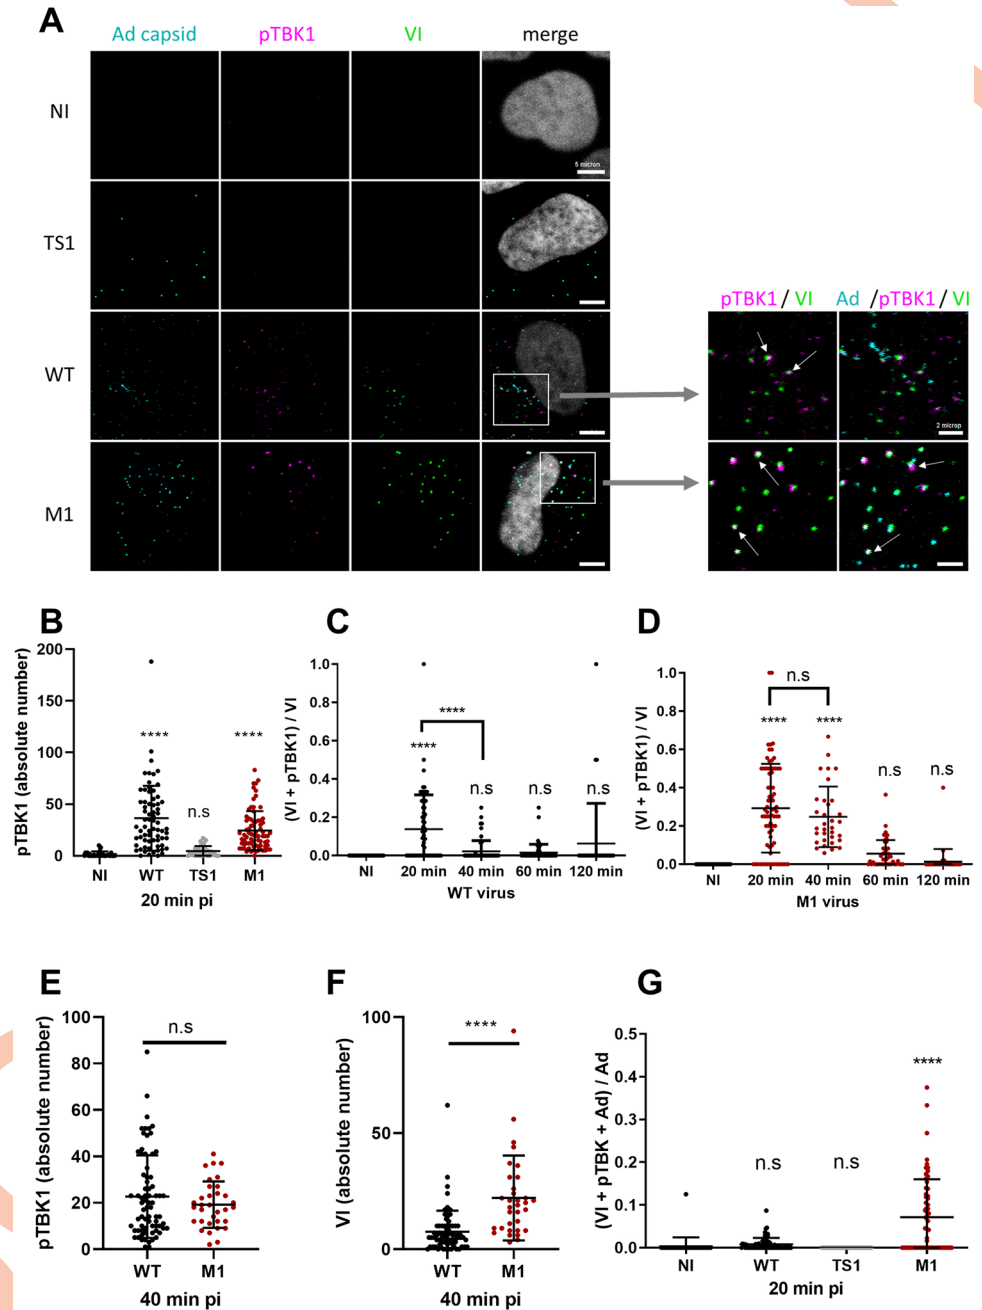 A
Ad capsid pTBK1 VI merge
NI
5 micron
TS1
pTBK1 / VI Ad /pTBK1/ VI
WT
2 micron
M1
B
pTBK1 (absolute number)
200
150
100
50
0
**** n.s ****
NI WT TS1 M1
20 min pi
C
(VI + pTBK1) / VI
1.0
0.8
0.6
0.4
0.2
0.0
****
**** n.s n.s n.s
NI 20 min 40 min 60 min 120 min
WT virus
D
(VI + pTBK1) / VI
1.0
0.8
0.6
0.4
0.2
0.0
n.s
**** **** n.s n.s
NI 20 min 40 min 60 min 120 min
M1 virus
E
pTBK1 (absolute number)
100
80
60
40
20
0
n.s
WT M1
40 min pi
F
VI (absolute number)
100
50
0
****
WT M1
40 min pi
G
(VI + pTBK + Ad) / Ad
0.5
0.4
0.3
0.2
0.1
0.0
n.s n.s ****
NI WT TS1 M1
20 min pi